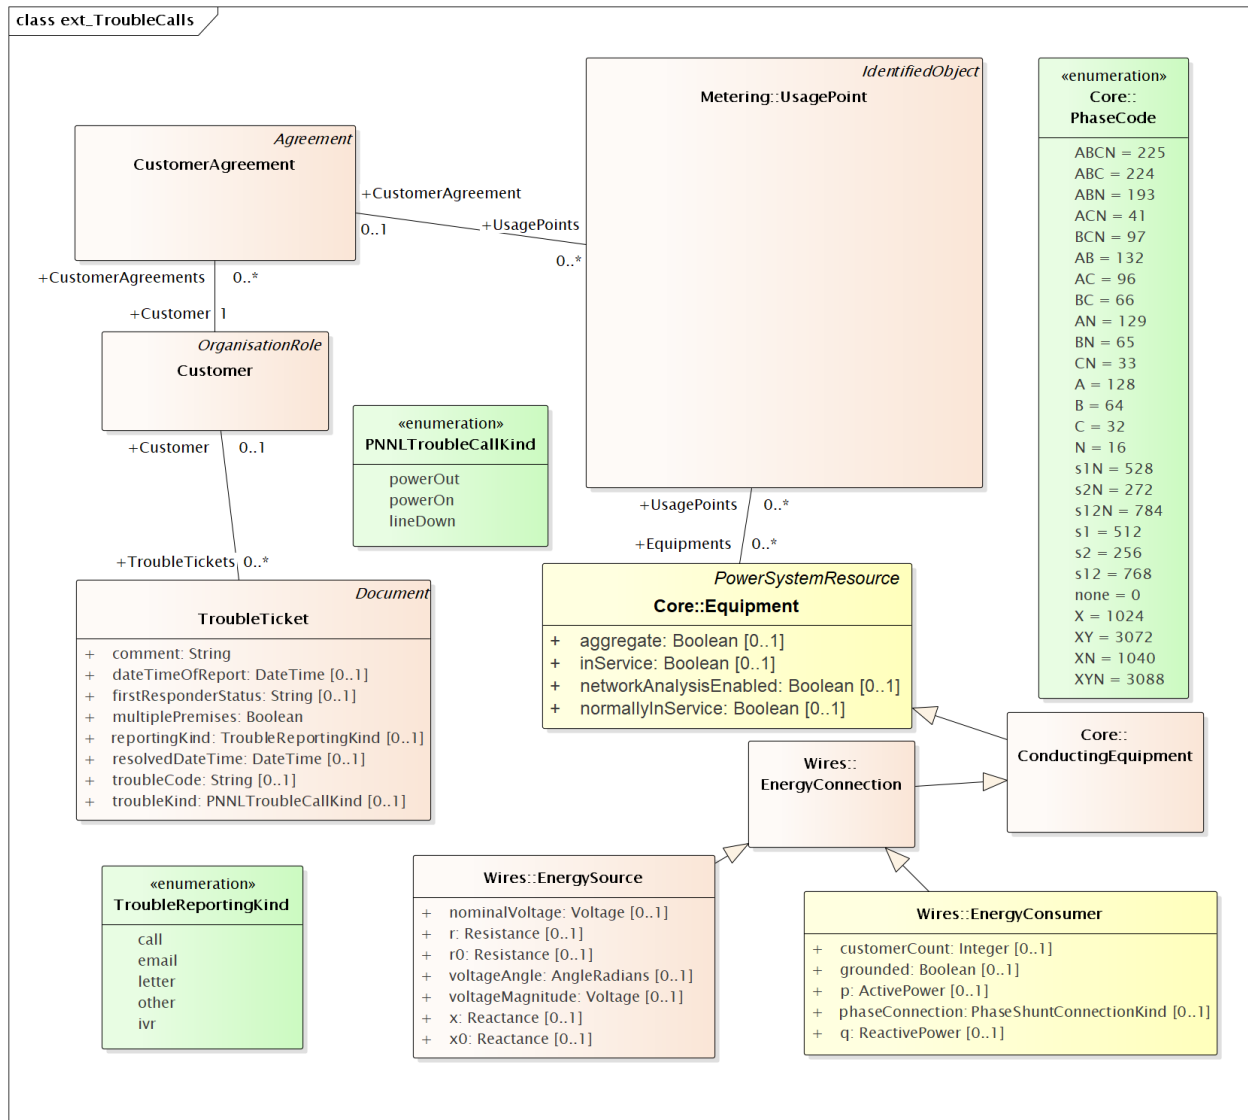 class ext_TroubleCalls
IdentifiedObject
Metering::UsagePoint
«enumeration»
Core::
PhaseCode
ABCN = 225
ABC = 224
ABN = 193
ACN = 41
BCN = 97
AB = 132
AC = 96
BC = 66
AN = 129
BN = 65
CN = 33
A = 128
B = 64
C = 32
N = 16
s1N = 528
s2N = 272
s12N = 784
s1 = 512
s2 = 256
s12 = 768
none = 0
X = 1024
XY = 3072
XN = 1040
XYN = 3088
Agreement
CustomerAgreement
+CustomerAgreement
0..1
+UsagePoints
0..*
+CustomerAgreements
0..*
+Customer
1
OrganisationRole
Customer
+Customer
0..1
«enumeration»
PNNLTroubleCallKind
powerOut
powerOn
lineDown
+UsagePoints
0..*
+Equipments
0..*
+TroubleTickets
0..*
Document
TroubleTicket
+ comment: String
+ dateTimeOfReport: DateTime [0..1]
+ firstResponderStatus: String [0..1]
+ multiplePremises: Boolean
+ reportingKind: TroubleReportingKind [0..1]
+ resolvedDateTime: DateTime [0..1]
+ troubleCode: String [0..1]
+ troubleKind: PNNLTroubleCallKind [0..1]
PowerSystemResource
Core::Equipment
+ aggregate: Boolean [0..1]
+ inService: Boolean [0..1]
+ networkAnalysisEnabled: Boolean [0..1]
+ normallyInService: Boolean [0..1]
Core::
ConductingEquipment
Wires::
EnergyConnection
«enumeration»
TroubleReportingKind
call
email
letter
other
ivr
Wires::EnergySource
+ nominalVoltage: Voltage [0..1]
+ r: Resistance [0..1]
+ r0: Resistance [0..1]
+ voltageAngle: AngleRadians [0..1]
+ voltageMagnitude: Voltage [0..1]
+ x: Reactance [0..1]
+ x0: Reactance [0..1]
Wires::EnergyConsumer
+ customerCount: Integer [0..1]
+ grounded: Boolean [0..1]
+ p: ActivePower [0..1]
+ phaseConnection: PhaseShuntConnectionKind [0..1]
+ q: ReactivePower [0..1]